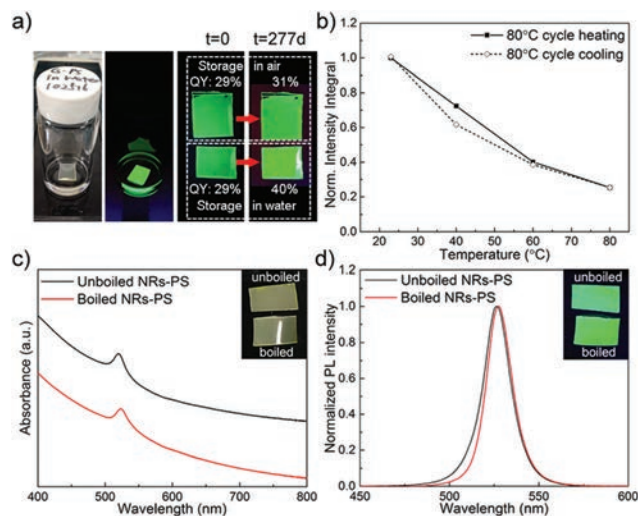 a)
t=0 t=277d
G-PS
in water
Storage in air
QY: 29% 31%
QY: 29% 40%
Storage in water
b)
80°C cycle heating
80°C cycle cooling
Norm. Intensity Integral
1.0
0.8
0.6
0.4
0.2
0.0
20 30 40 50 60 70 80
Temperature (°C)
c)
Unboiled NRs-PS
Boiled NRs-PS
unboiled
boiled
Absorbance (a.u.)
400 500 600 700 800
Wavelength (nm)
d)
Unboiled NRs-PS
Boiled NRs-PS
unboiled
boiled
Normalized PL intensity
1.2
1.0
0.8
0.6
0.4
0.2
0.0
450 500 550 600
Wavelength (nm)